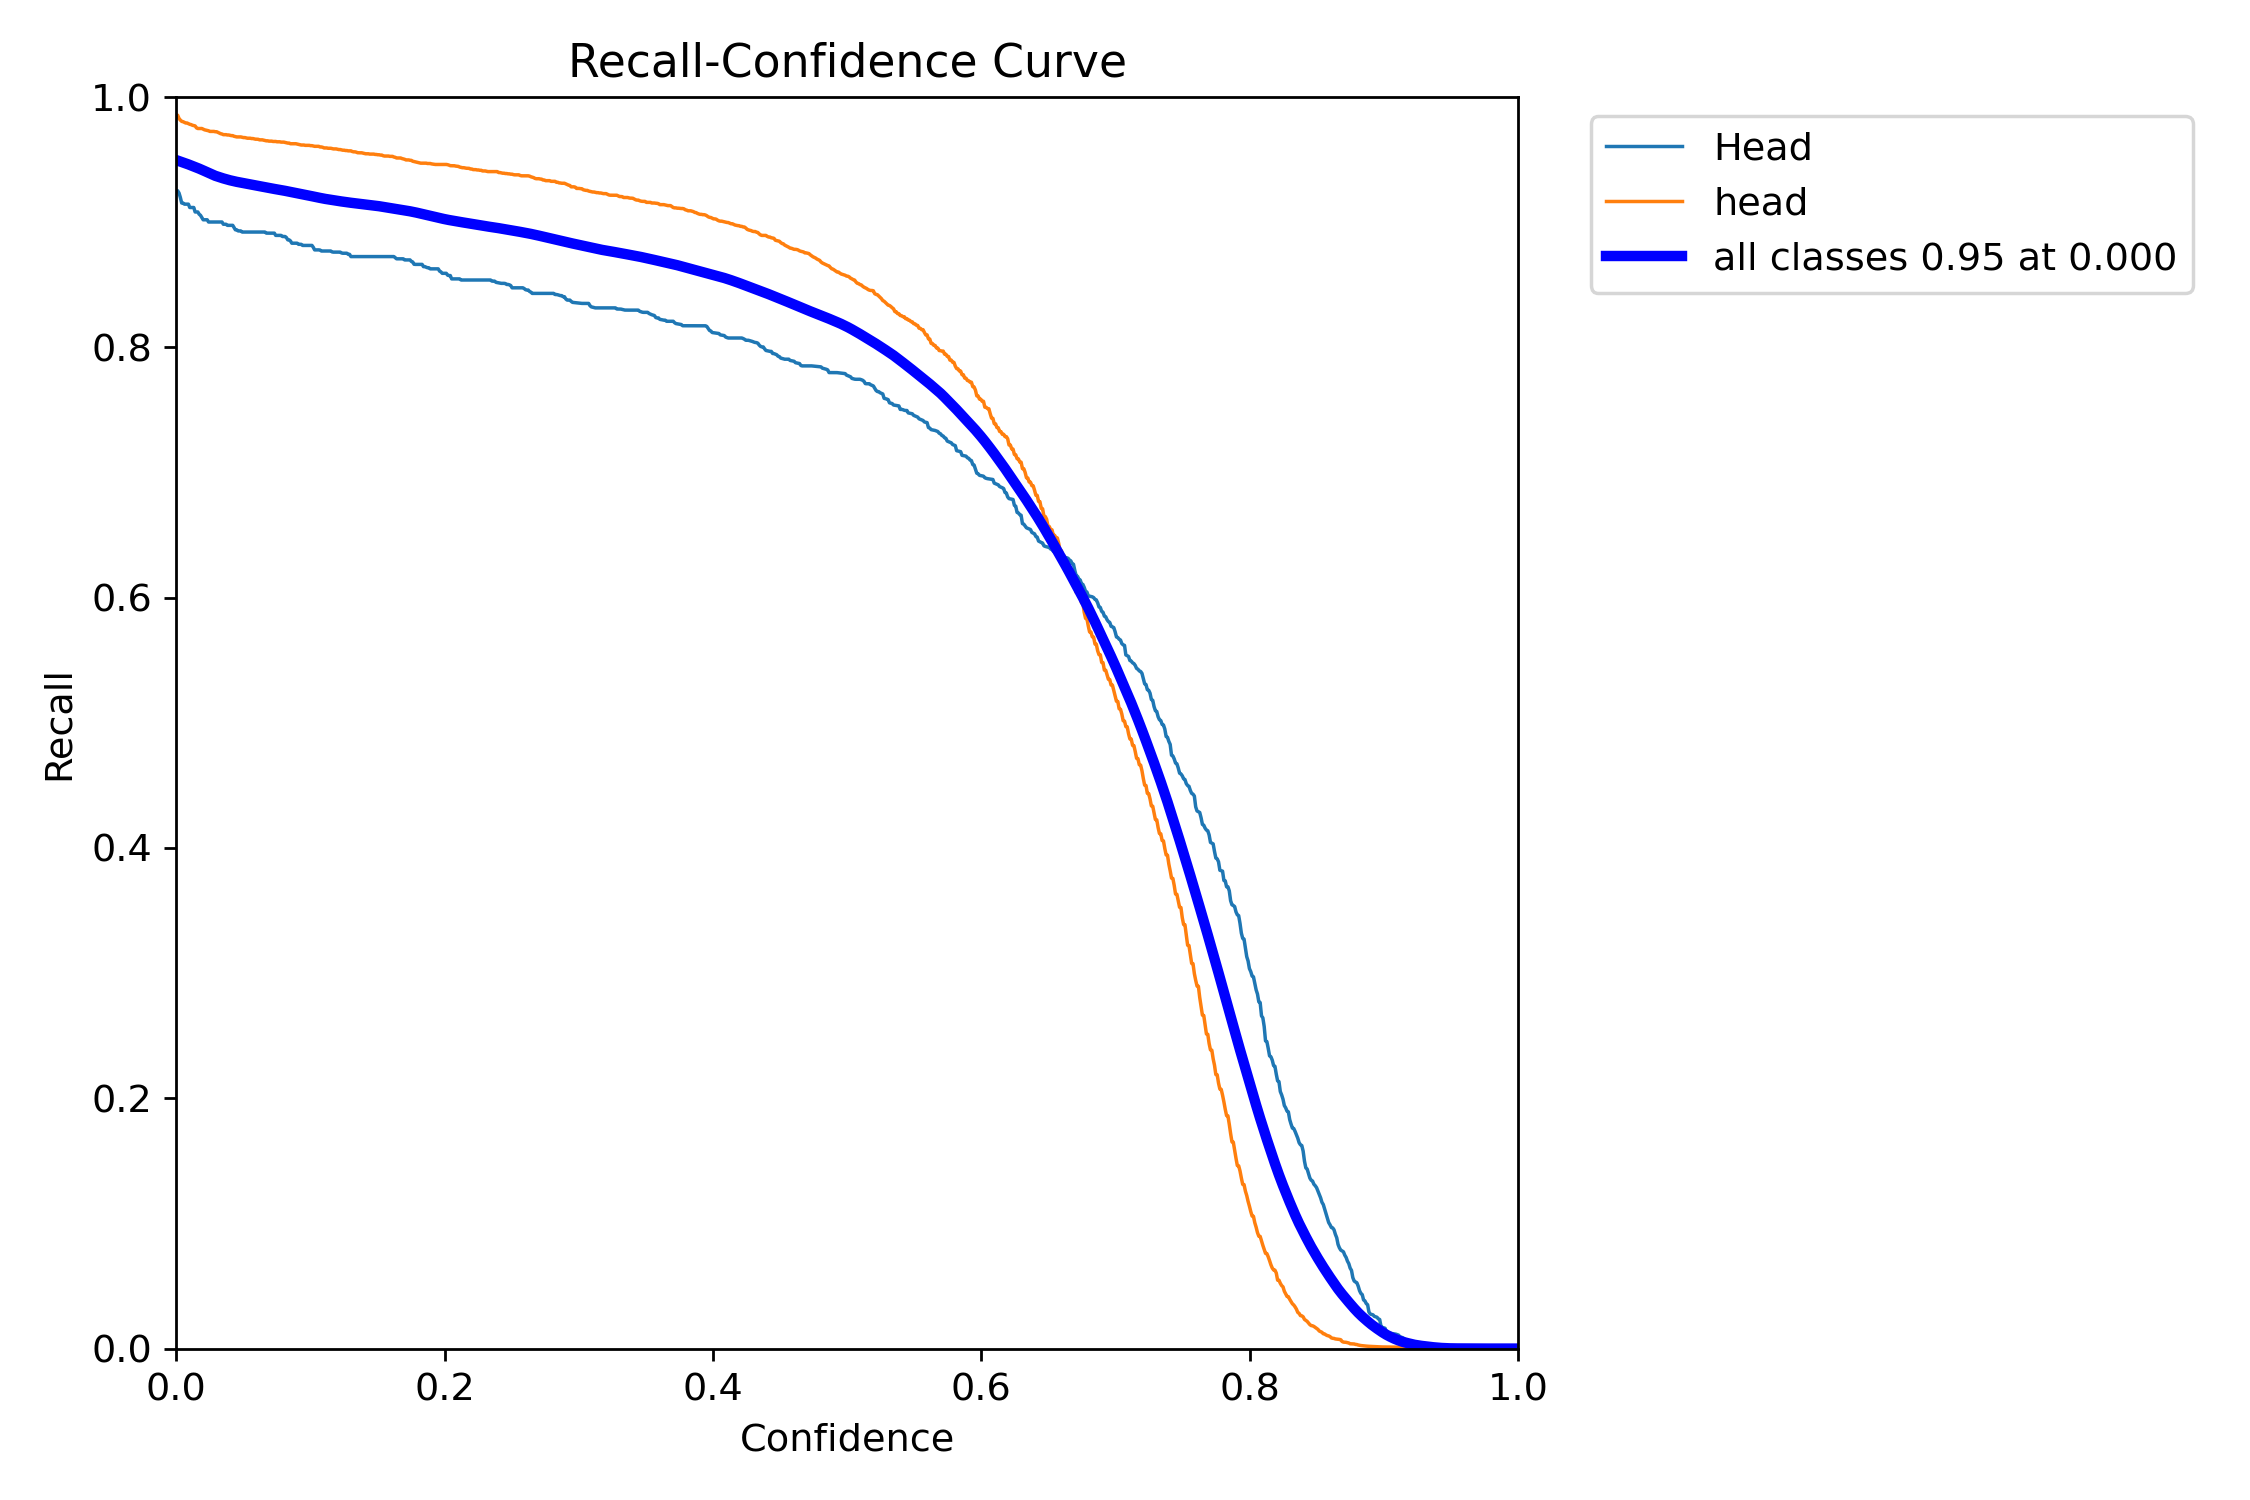 Recall-Confidence Curve
1.0
0.8
0.6
0.4
0.2
0.0
Recall
0.0 0.2 0.4 0.6 0.8 1.0
Confidence
Head
head
all classes 0.95 at 0.000